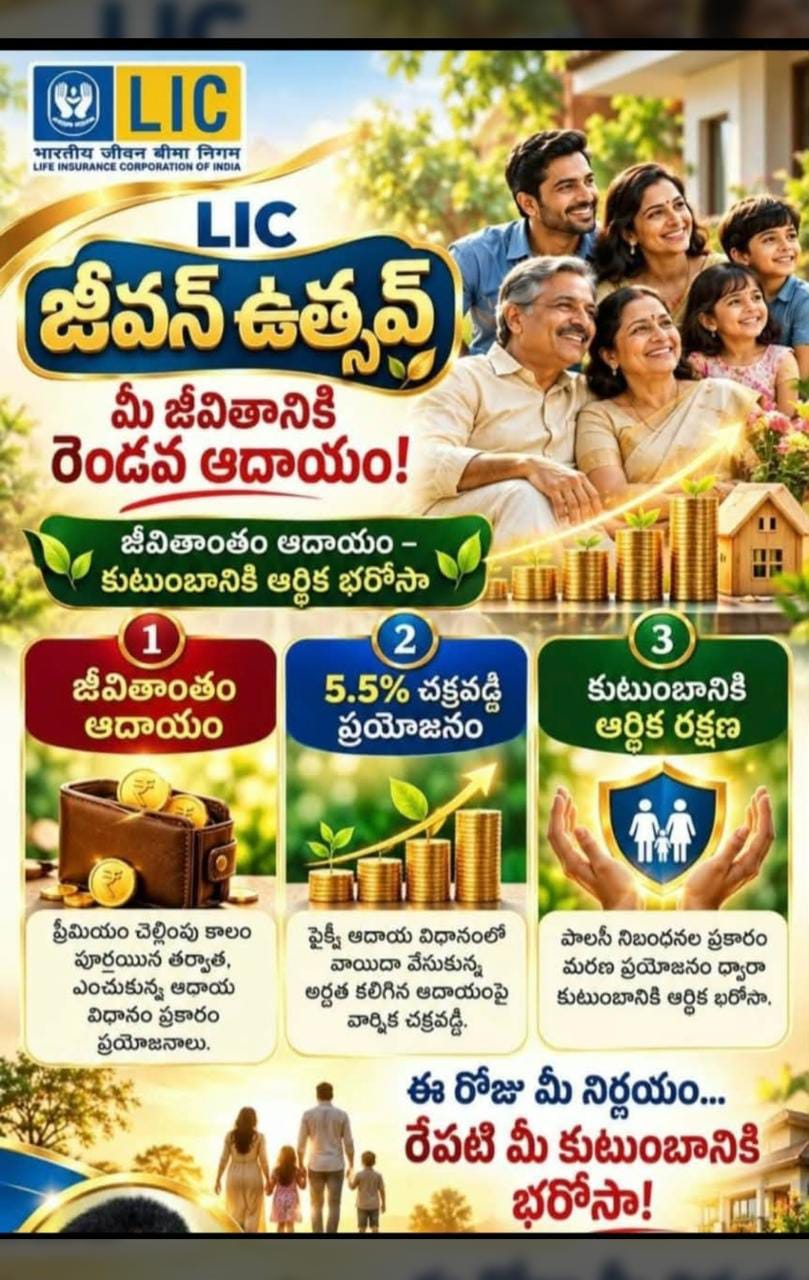 LIC
भारतीय जीवन बीमा निगम
LIFE INSURANCE CORPORATION OF INDIA
LIC
జీవన్ ఉత్సవ్
మీ జీవితానికి
రెండవ ఆదాయం!
జీవితాంతం ఆదాయం –
కుటుంబానికి ఆర్థిక భరోసా
1
జీవితాంతం
ఆదాయం
ప్రీమియం చెల్లింపు కాలం
పూర్తయిన తర్వాత,
ఎంచుకున్న ఆదాయ
విధానం ప్రకారం
ప్రయోజనాలు.
2
5.5% చక్రవడ్డీ
ప్రయోజనం
ఫ్లెక్సీ ఆదాయ విధానంలో
వాయిదా వేసుకున్న
అర్హత కలిగిన ఆదాయంపై
వార్షిక చక్రవడ్డీ.
3
కుటుంబానికి
ఆర్థిక రక్షణ
పాలసీ నిబంధనల ప్రకారం
మరణ ప్రయోజనం ద్వారా
కుటుంబానికి ఆర్థిక భరోసా.
ఈ రోజు మీ నిర్ణయం...
రేపటి మీ కుటుంబానికి
భరోసా!